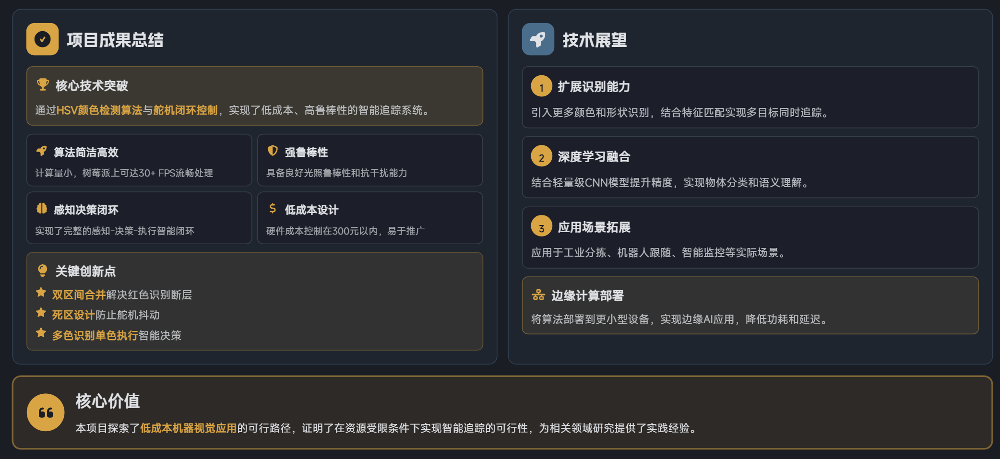 项目成果总结
核心技术突破
通过HSV颜色检测算法与舵机闭环控制，实现了低成本、高鲁棒性的智能追踪系统。
算法简洁高效
计算量小，树莓派上可达30+ FPS流畅处理
强鲁棒性
具备良好光照鲁棒性和抗干扰能力
感知决策闭环
实现了完整的感知-决策-执行智能闭环
低成本设计
硬件成本控制在300元以内，易于推广
关键创新点
双区间合并解决红色识别断层
死区设计防止舵机抖动
多色识别单色执行智能决策
技术展望
1 扩展识别能力
引入更多颜色和形状识别，结合特征匹配实现多目标同时追踪。
2 深度学习融合
结合轻量级CNN模型提升精度，实现物体分类和语义理解。
3 应用场景拓展
应用于工业分拣、机器人跟随、智能监控等实际场景。
边缘计算部署
将算法部署到更小型设备，实现边缘AI应用，降低功耗和延迟。
核心价值
本项目探索了低成本机器视觉应用的可行路径，证明了在资源受限条件下实现智能追踪的可行性，为相关领域研究提供了实践经验。